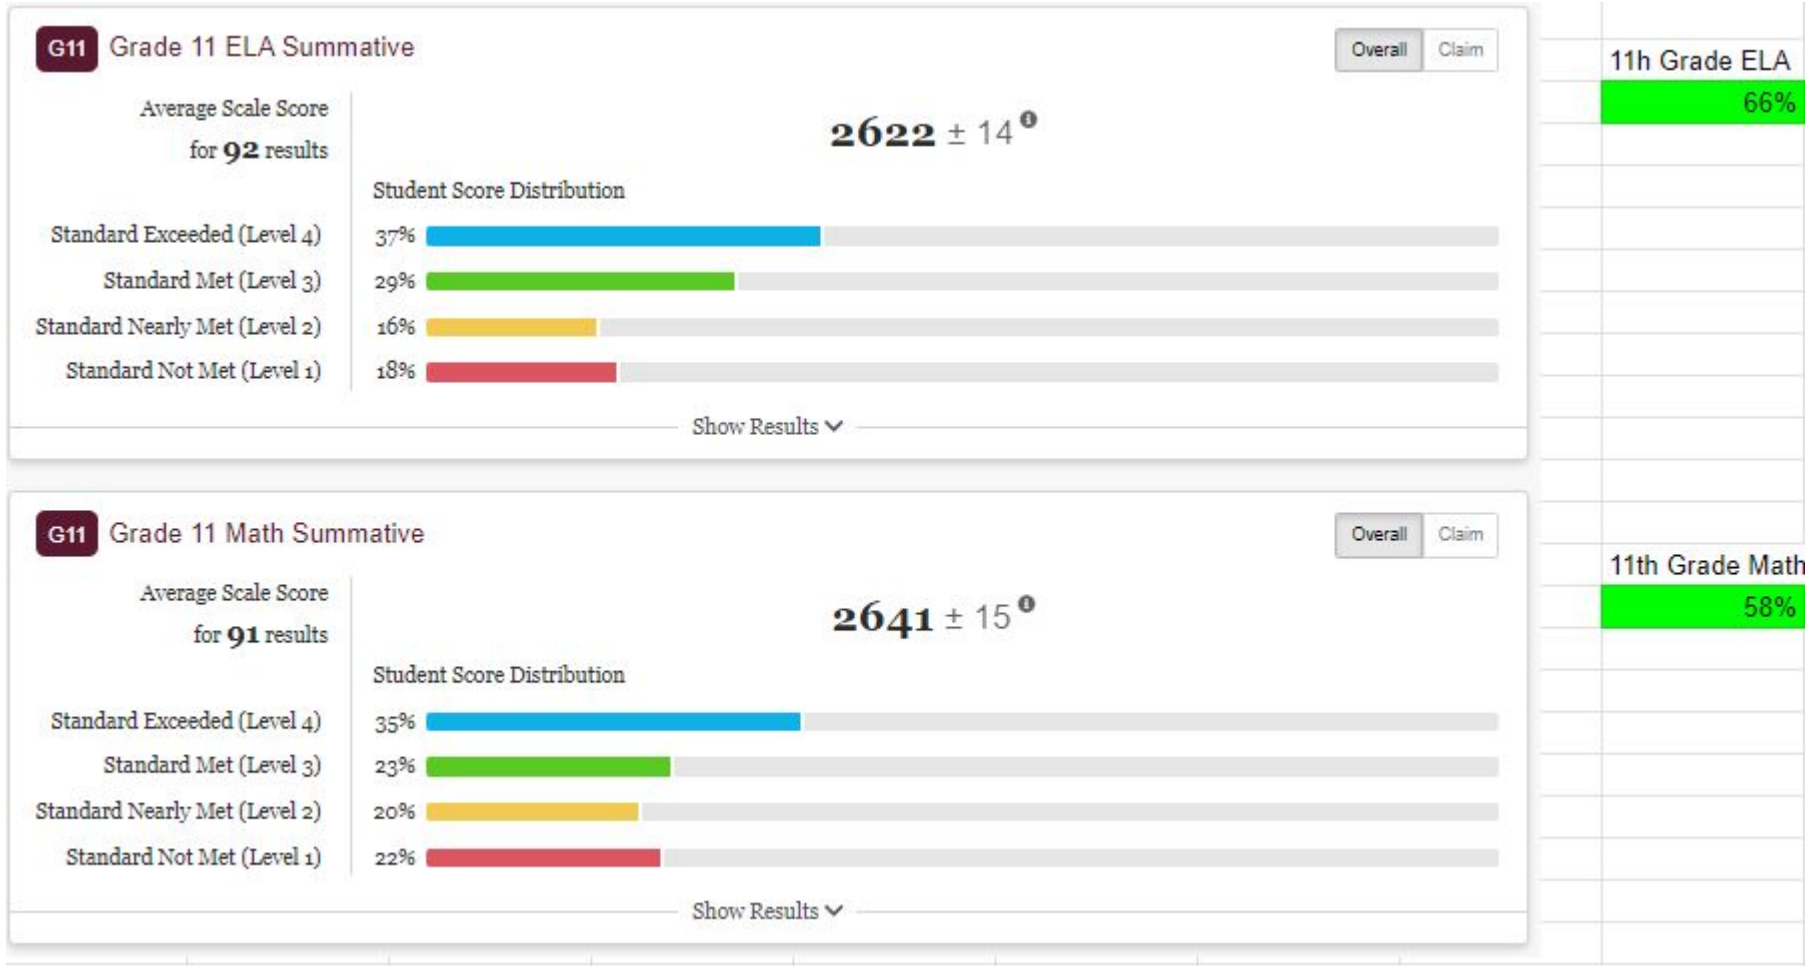 G11 Grade 11 ELA Summative
Overall Claim
Average Scale Score
for 92 results
2622 ± 14
Student Score Distribution
Standard Exceeded (Level 4) 37%
Standard Met (Level 3) 29%
Standard Nearly Met (Level 2) 16%
Standard Not Met (Level 1) 18%
Show Results
11h Grade ELA
66%
G11 Grade 11 Math Summative
Overall Claim
Average Scale Score
for 91 results
2641 ± 15
Student Score Distribution
Standard Exceeded (Level 4) 35%
Standard Met (Level 3) 23%
Standard Nearly Met (Level 2) 20%
Standard Not Met (Level 1) 22%
Show Results
11th Grade Math
58%